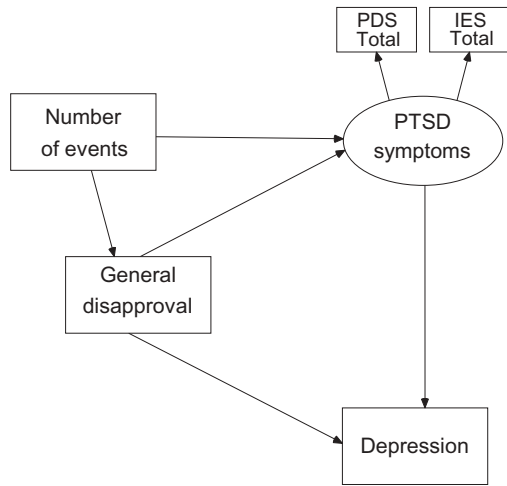 PDS
Total
IES
Total
Number
of events
PTSD
symptoms
General
disapproval
Depression